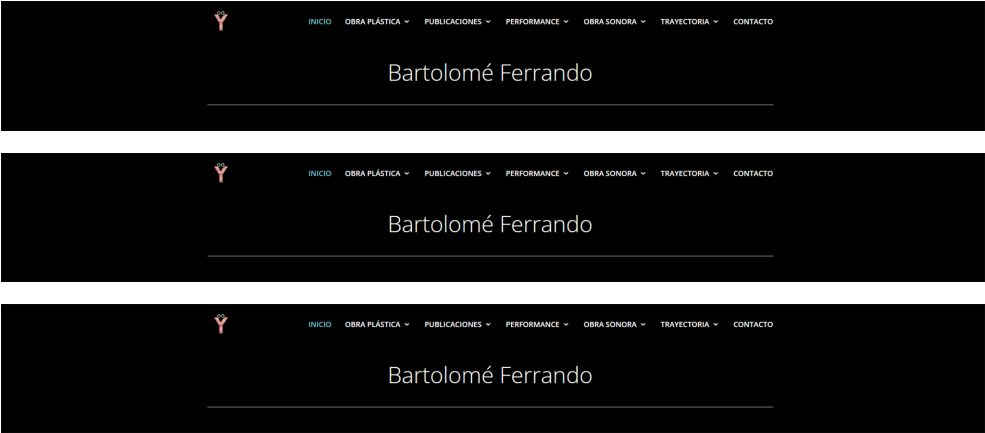 INICIO OBRA PLÁSTICA PUBLICACIONES PERFORMANCE OBRA SONORA TRAYECTORIA CONTACTO
Bartolomé Ferrando
INICIO OBRA PLÁSTICA PUBLICACIONES PERFORMANCE OBRA SONORA TRAYECTORIA CONTACTO
Bartolomé Ferrando
INICIO OBRA PLÁSTICA PUBLICACIONES PERFORMANCE OBRA SONORA TRAYECTORIA CONTACTO
Bartolomé Ferrando